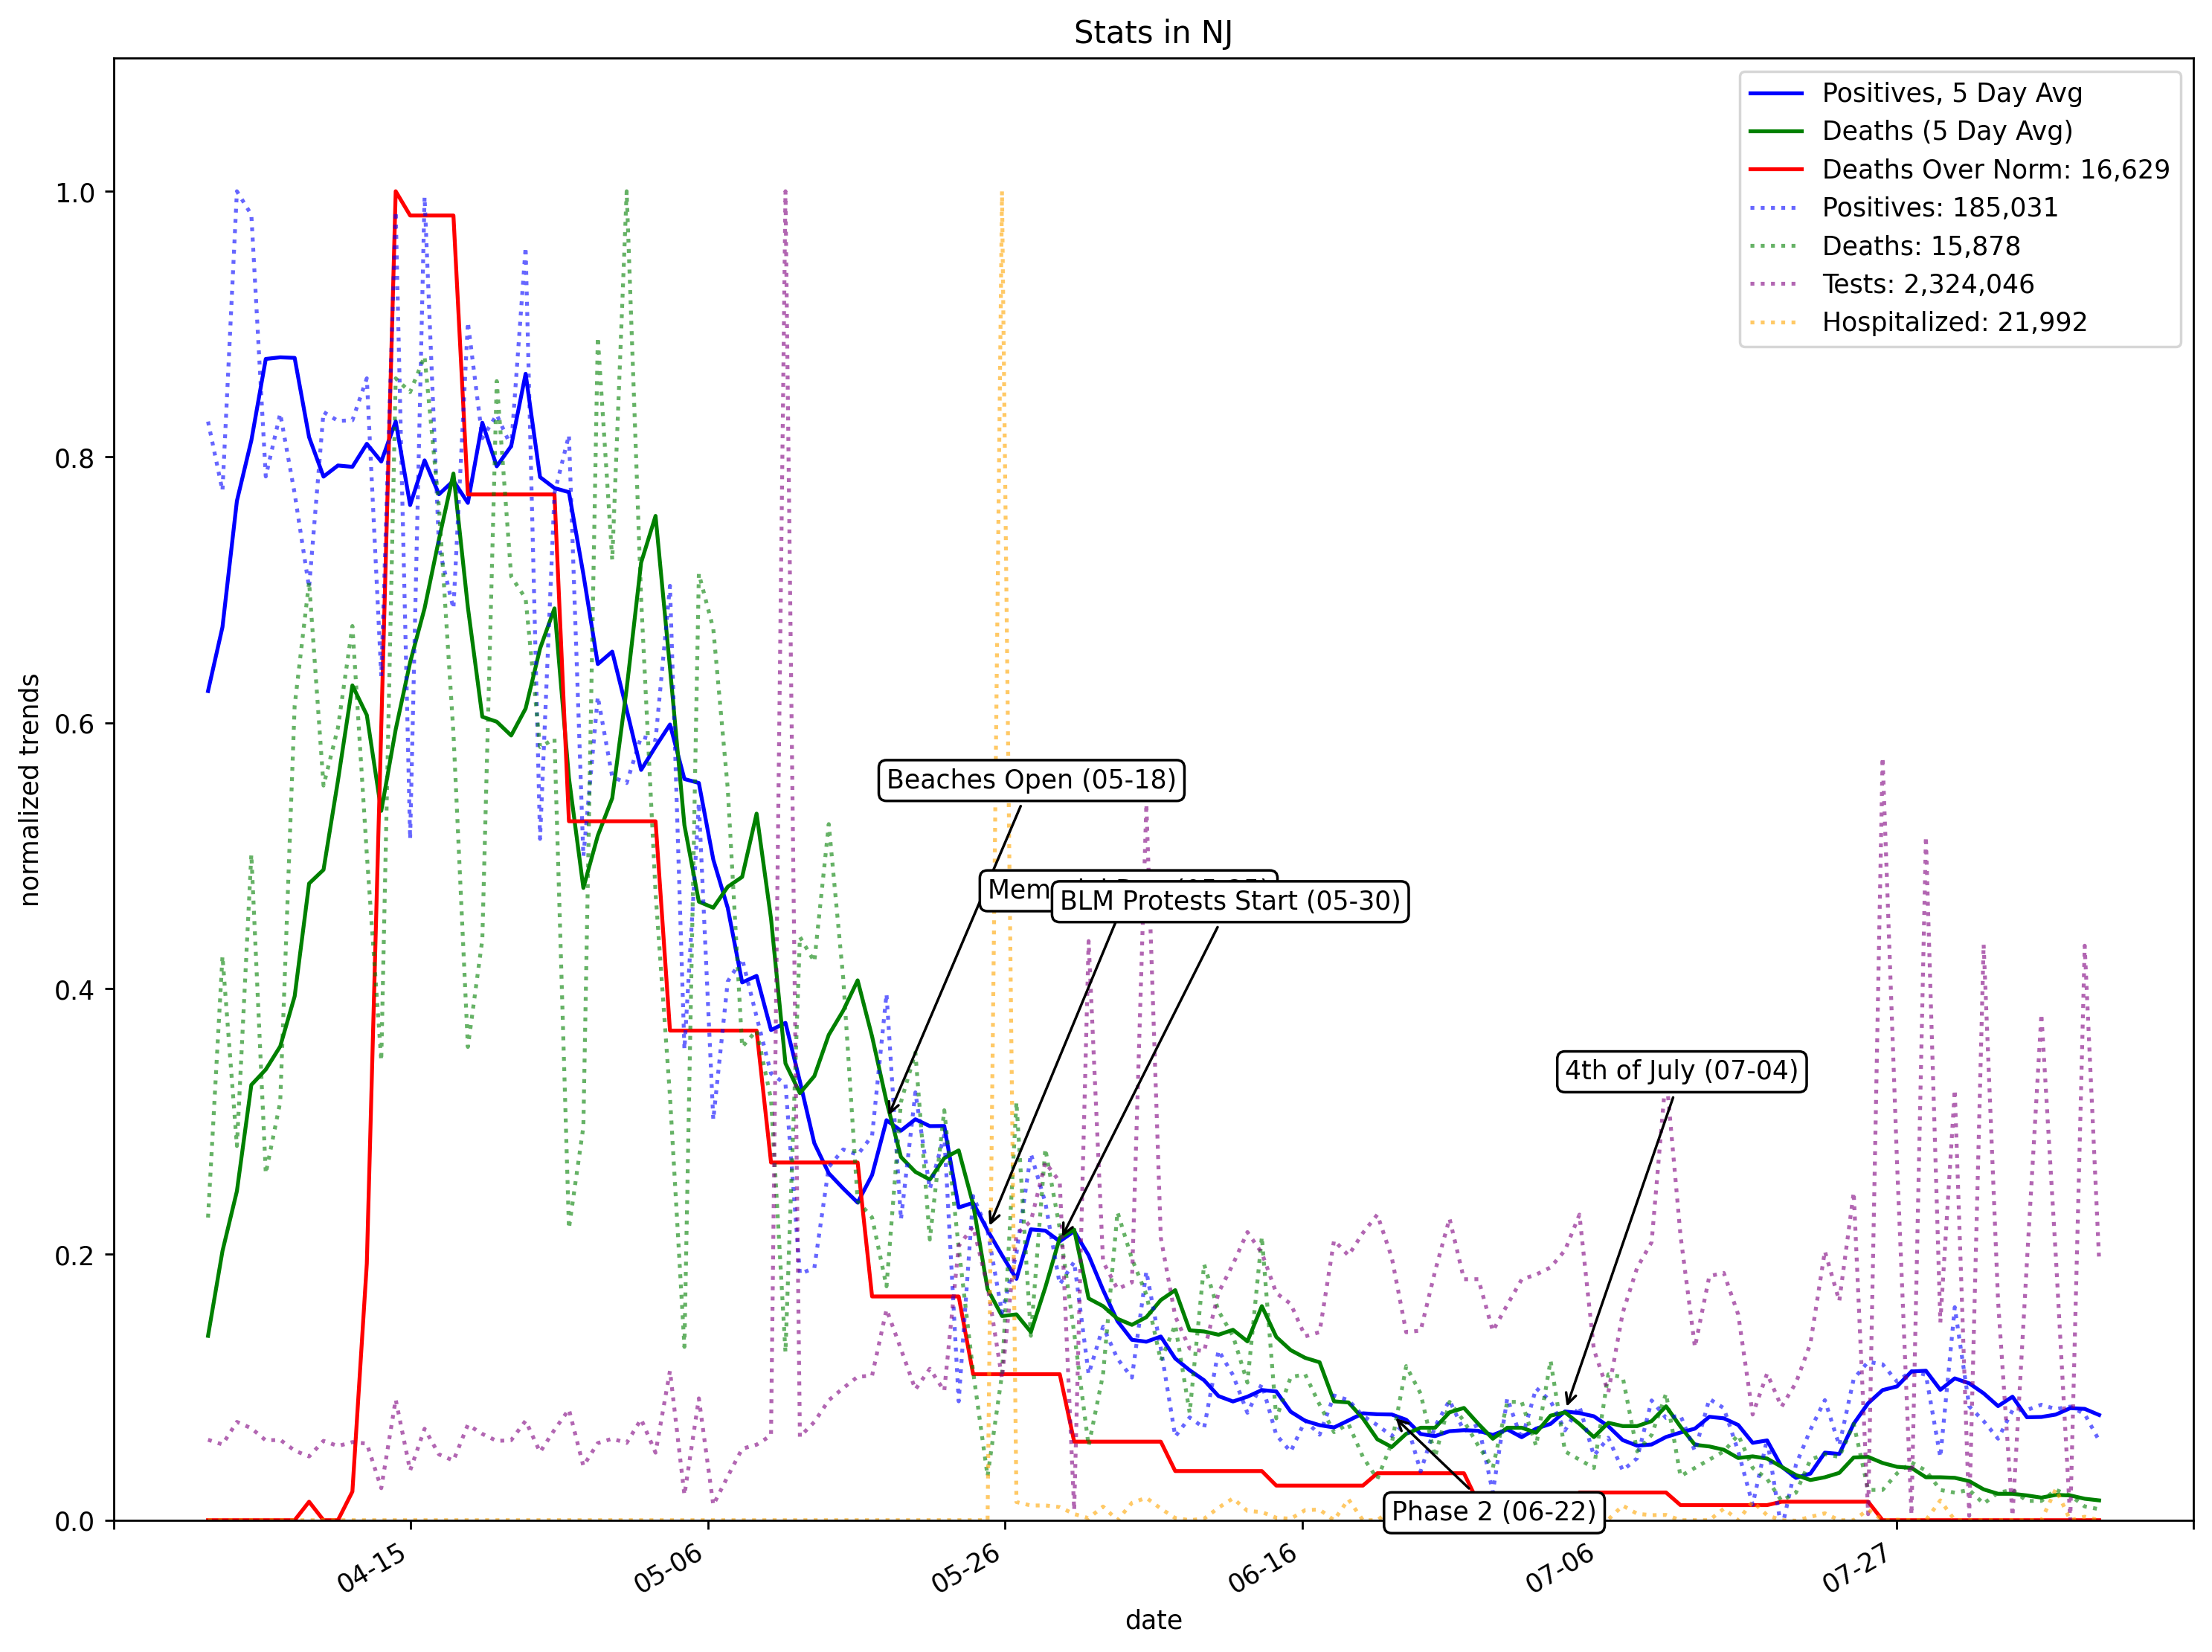 Stats in NJ
Positives, 5 Day Avg
Deaths (5 Day Avg)
Deaths Over Norm: 16,629
Positives: 185,031
Deaths: 15,878
Tests: 2,324,046
Hospitalized: 21,992
normalized trends
1.0
0.8
0.6
0.4
0.2
0.0
Beaches Open (05-18)
BLM Protests Start (05-30)
4th of July (07-04)
Phase 2 (06-22)
04-15
05-06
05-26
06-16
07-06
07-27
date